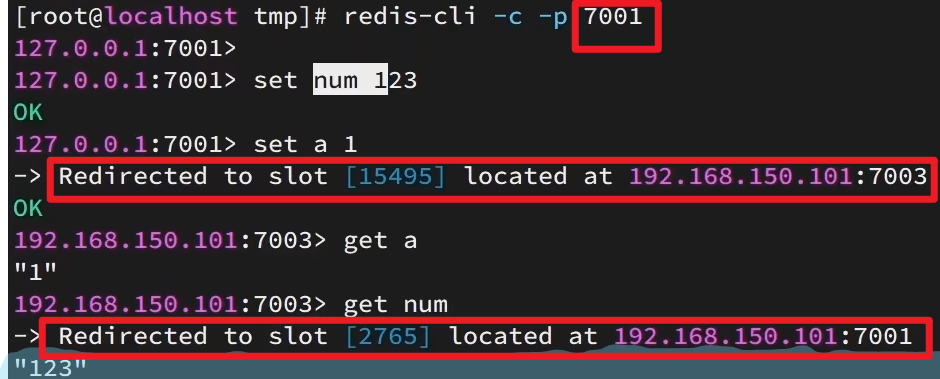 [root@localhost tmp]# redis-cli -c -p 7001
127.0.0.1:7001>
127.0.0.1:7001> set num 123
OK
127.0.0.1:7001> set a 1
-> Redirected to slot [15495] located at 192.168.150.101:7003
OK
192.168.150.101:7003> get a
"1"
192.168.150.101:7003> get num
-> Redirected to slot [2765] located at 192.168.150.101:7001
"123"